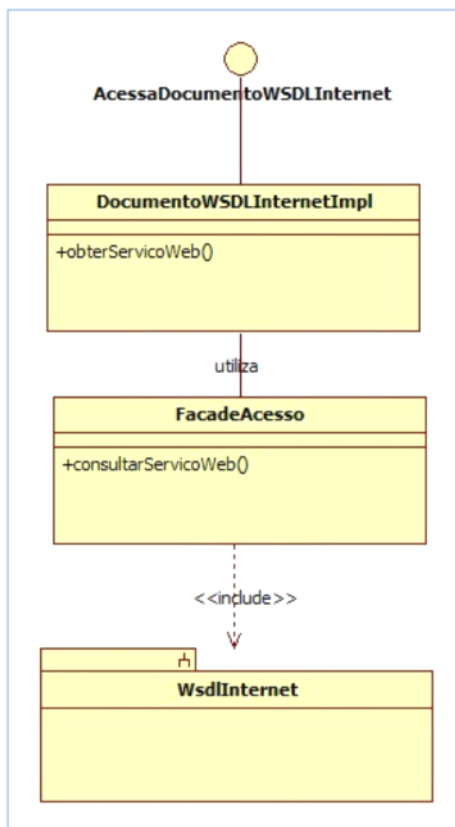 AcessaDocumentoWSDLInternet
DocumentoWSDLInternetImpl
+obterServicoWeb()
utiliza
FacadeAcesso
+consultarServicoWeb()
<<include>>
WsdlInternet